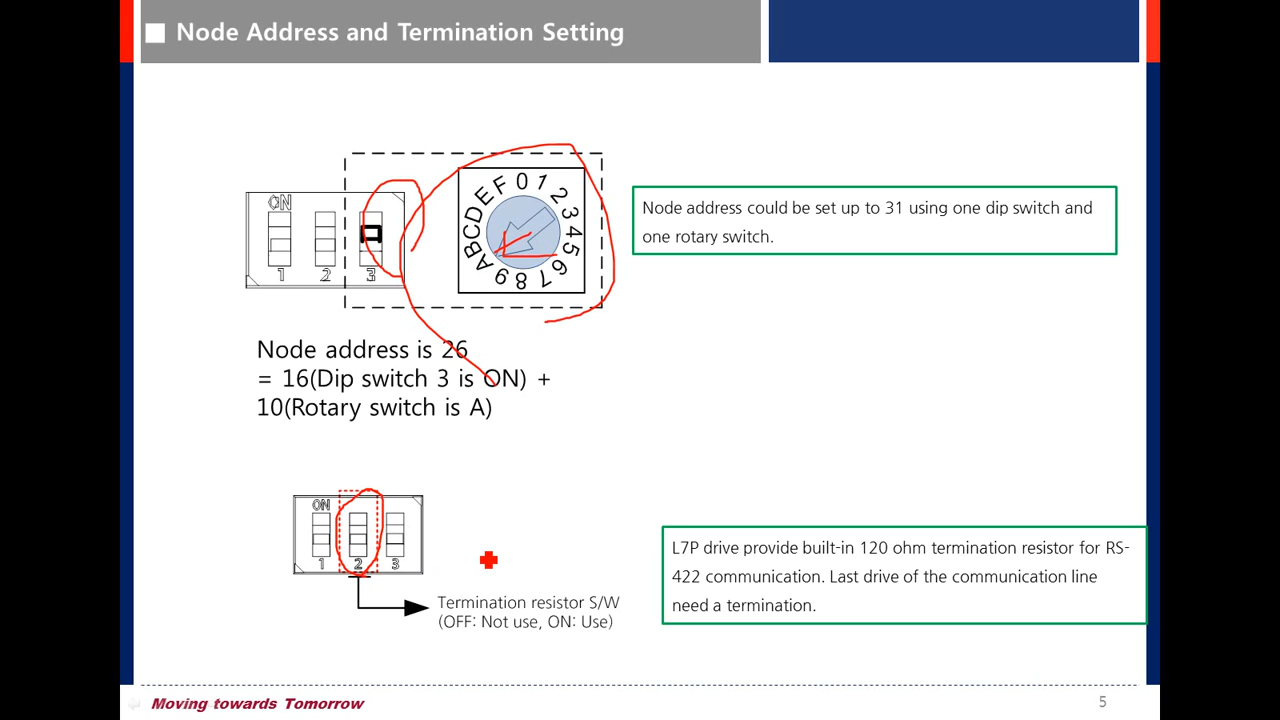 Node Address and Termination Setting
ON
1 2 3
0 1 2 3 4 5 6 7 8 9 A B C D E F
Node address could be set up to 31 using one dip switch and
one rotary switch.
Node address is 26
= 16(Dip switch 3 is ON) +
10(Rotary switch is A)
ON
1 2 3
Termination resistor S/W
(OFF: Not use, ON: Use)
L7P drive provide built-in 120 ohm termination resistor for RS-
422 communication. Last drive of the communication line
need a termination.
Moving towards Tomorrow
5